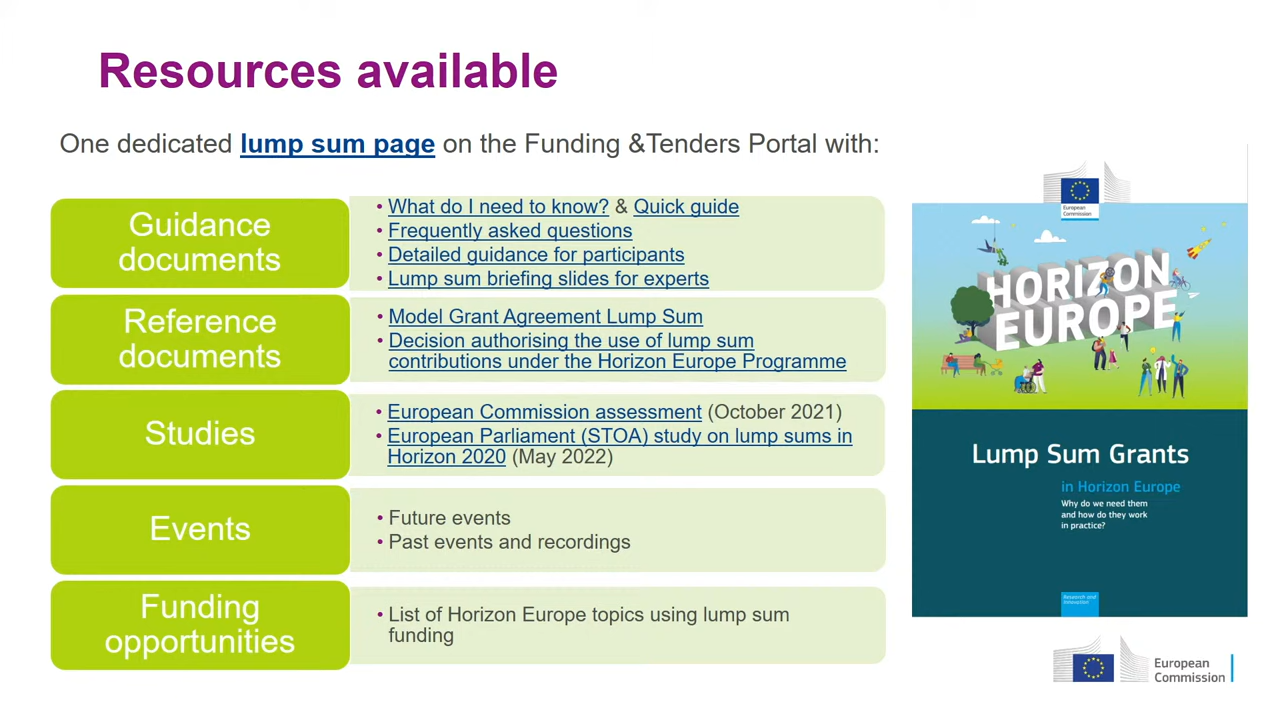 Resources available
One dedicated lump sum page on the Funding &Tenders Portal with:
Guidance
documents
• What do I need to know? & Quick guide
• Frequently asked questions
• Detailed guidance for participants
• Lump sum briefing slides for experts
Reference
documents
• Model Grant Agreement Lump Sum
• Decision authorising the use of lump sum
contributions under the Horizon Europe Programme
Studies
• European Commission assessment (October 2021)
• European Parliament (STOA) study on lump sums in
Horizon 2020 (May 2022)
Events
• Future events
• Past events and recordings
Funding
opportunities
• List of Horizon Europe topics using lump sum
funding
European
Commission
HORIZON
EUROPE
Lump Sum Grants
in Horizon Europe
Why do we need them
and how do they work
in practice?
Research and
Innovation
European
Commission